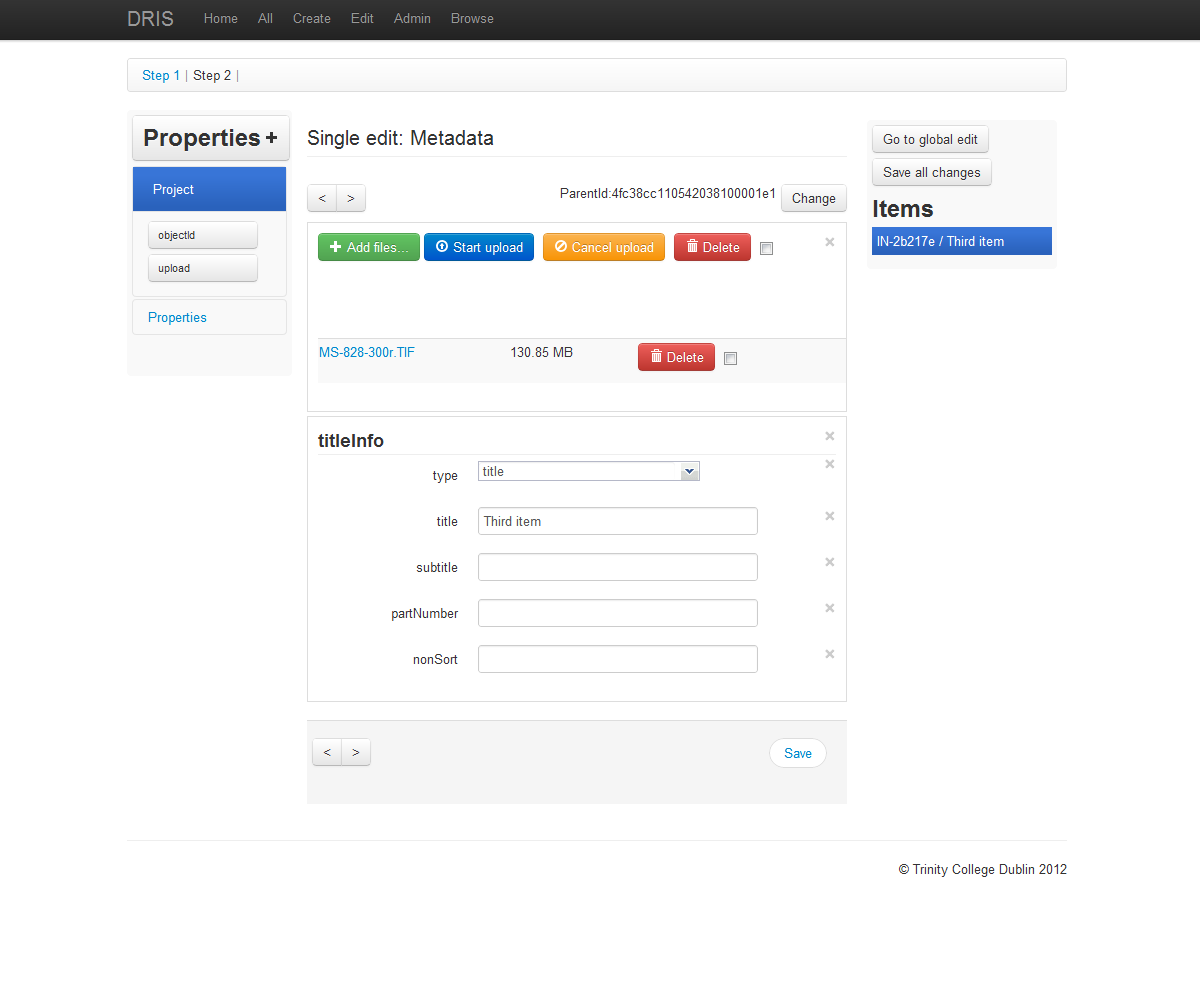 DRIS Home All Create Edit Admin Browse
Step 1 | Step 2 |
Properties +
Project
objectId
upload
Properties
Single edit: Metadata
< > ParentId:4fc38cc110542038100001e1 Change
Add files... Start upload Cancel upload Delete ×
MS-828-300r.TIF 130.85 MB Delete
titleInfo ×
type title ×
title Third item ×
subtitle ×
partNumber ×
nonSort ×
< > Save
Go to global edit
Save all changes
Items
IN-2b217e / Third item
© Trinity College Dublin 2012